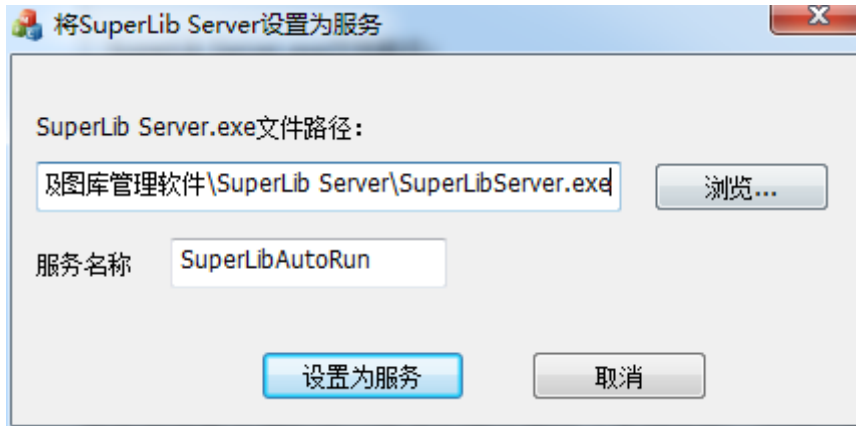 将SuperLib Server设置为服务
SuperLib Server.exe文件路径：
及图库管理软件\SuperLib Server\SuperLibServer.exe
浏览...
服务名称
SuperLibAutoRun
设置为服务
取消